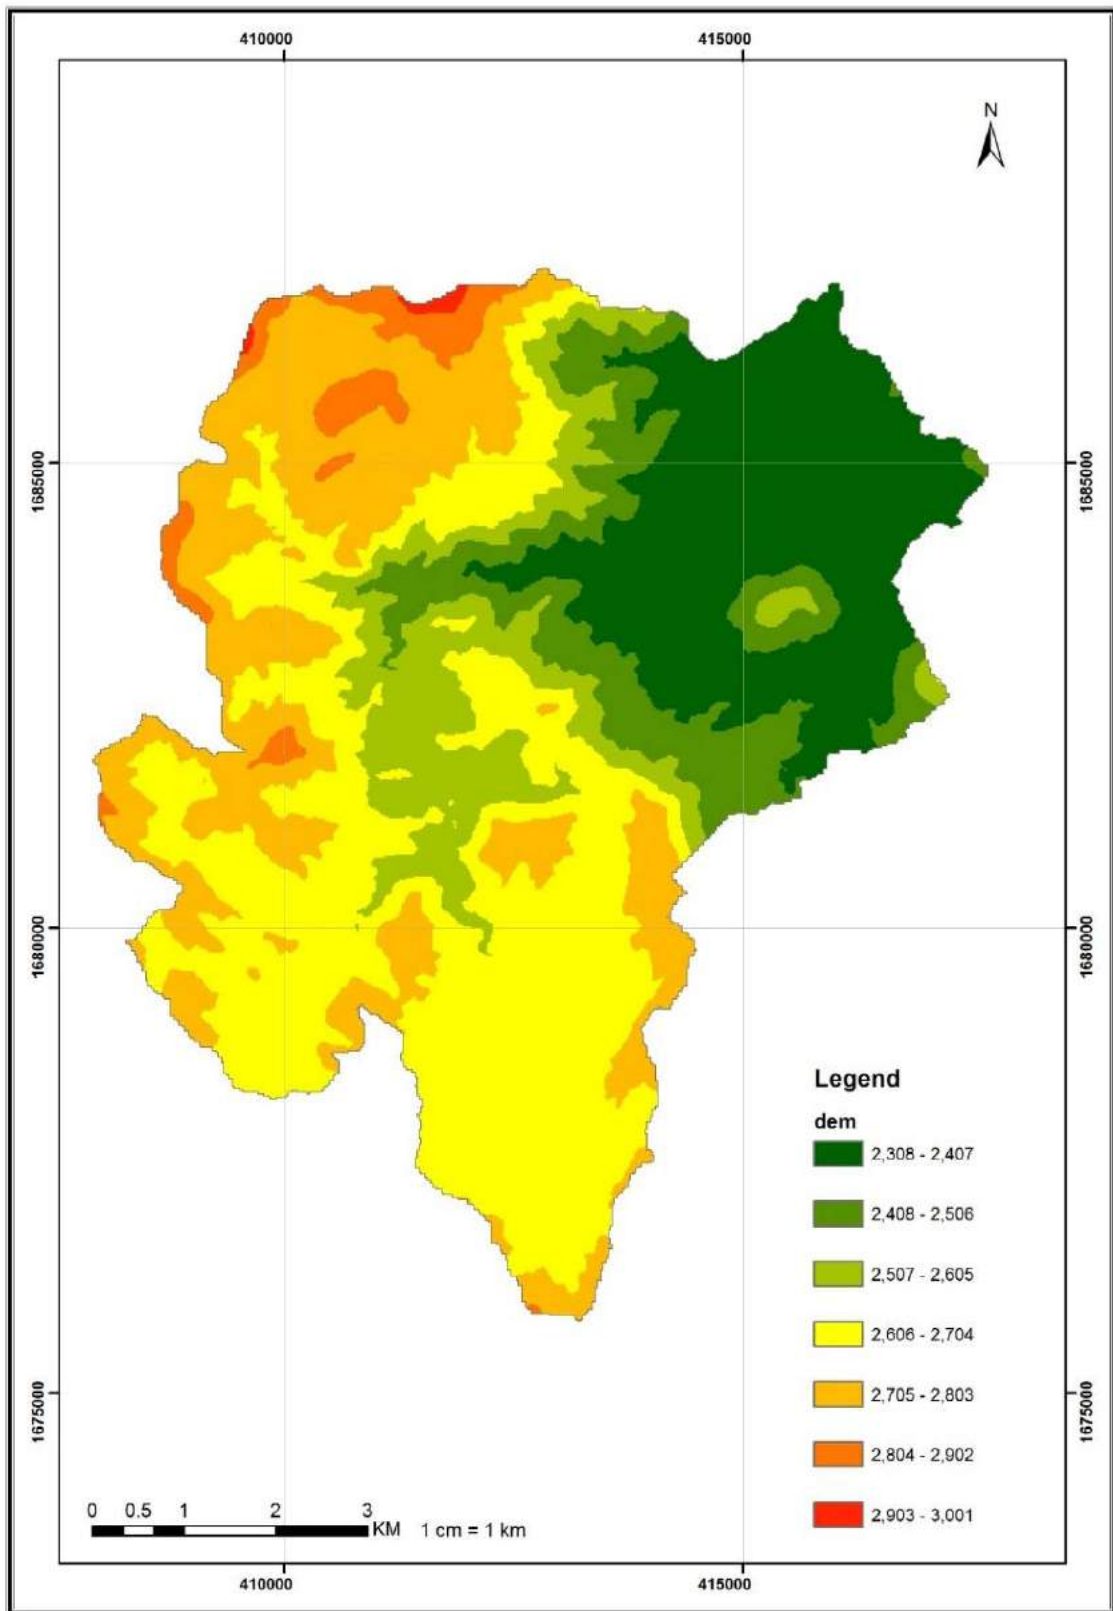 410000 415000
N
1685000 1685000
1680000 1680000
Legend
dem
2,308 - 2,407
2,408 - 2,506
2,507 - 2,605
2,606 - 2,704
2,705 - 2,803
2,804 - 2,902
2,903 - 3,001
1675000 1675000
0 0.5 1 2 3
KM 1 cm = 1 km
410000 415000